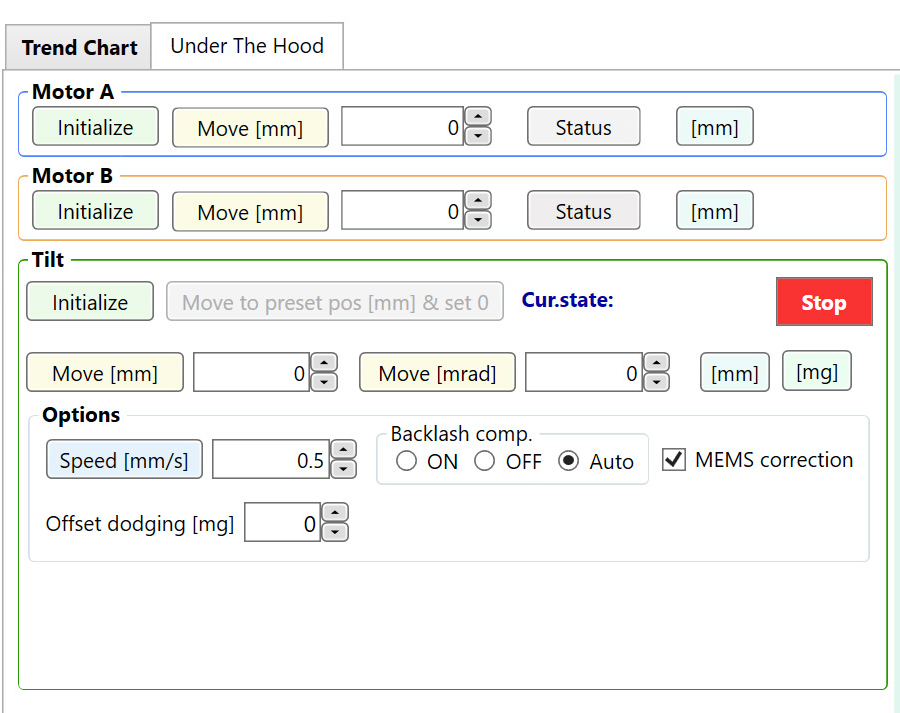 Trend Chart Under The Hood
Motor A
Initialize Move [mm] 0 Status [mm]
Motor B
Initialize Move [mm] 0 Status [mm]
Tilt
Initialize Move to preset pos [mm] & set 0 Cur.state: Stop
Move [mm] 0 Move [mrad] 0 [mm] [mg]
Options
Backlash comp.
Speed [mm/s] 0.5 ON OFF Auto MEMS correction
Offset dodging [mg] 0